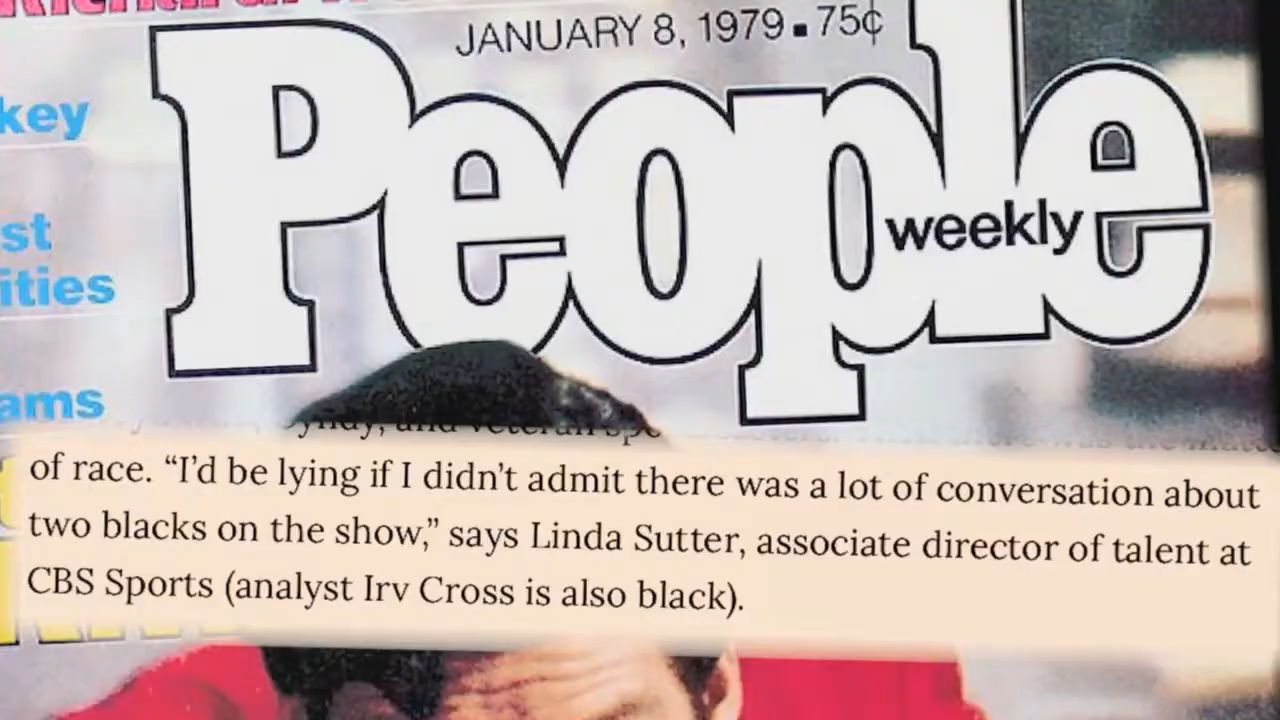 JANUARY 8, 1979 ▪ 75¢
People
weekly
key
st
ities
ams
of race. “I’d be lying if I didn’t admit there was a lot of conversation about
two blacks on the show,” says Linda Sutter, associate director of talent at
CBS Sports (analyst Irv Cross is also black).